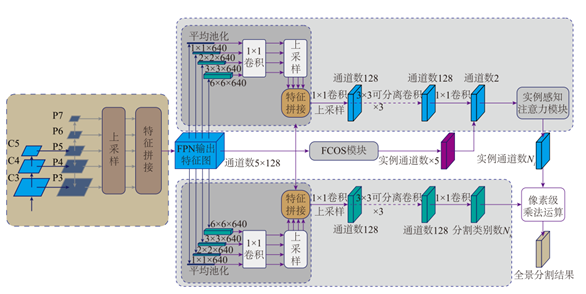 平均池化
1×1×640
2×2×640
3×3×640
6×6×640
1×1
卷积
上采样
特征
拼接
1×1卷积
上采样
通道数128
3×3可分离卷积
×3
通道数128
1×1卷积
通道数2
实例感知
注意力模块
P7
P6
P5
P4
P3
C5
C4
C3
上采样
特征拼接
FPN输出
特征图
通道数5×128
FCOS模块
实例通道数×5
实例通道数N
特征
拼接
1×1卷积
上采样
通道数128
3×3可分离卷积
×3
通道数128
1×1卷积
分割类别数N
像素级
乘法运算
全景分割结果
6×6×640
3×3×640
2×2×640
1×1×640
平均池化
1×1
卷积
上采样